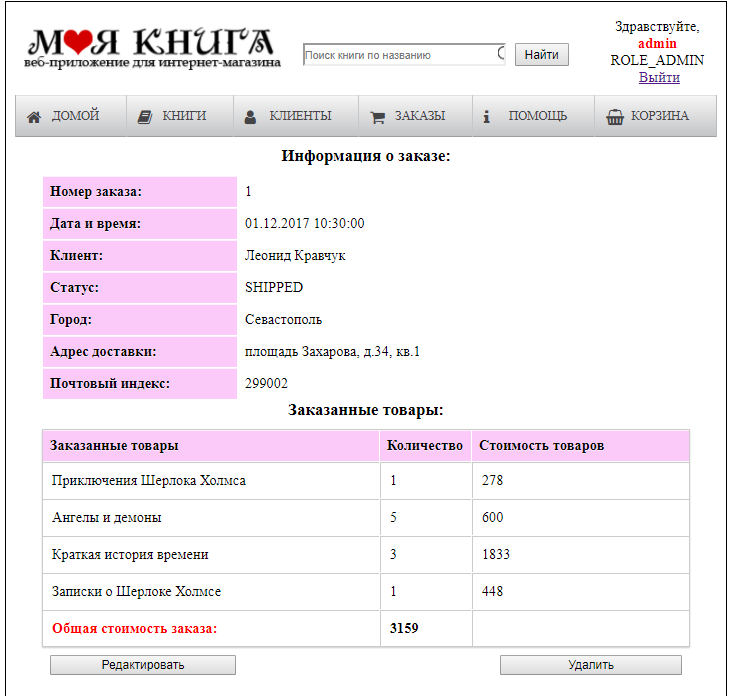 МОЯ КНИГА
веб-приложение для интернет-магазина
Поиск книги по названию
Найти
Здравствуйте,
admin
ROLE_ADMIN
Выйти
ДОМОЙ КНИГИ КЛИЕНТЫ ЗАКАЗЫ ПОМОЩЬ КОРЗИНА
Информация о заказе:
Номер заказа: 1
Дата и время: 01.12.2017 10:30:00
Клиент: Леонид Кравчук
Статус: SHIPPED
Город: Севастополь
Адрес доставки: площадь Захарова, д.34, кв.1
Почтовый индекс: 299002
Заказанные товары:
Заказанные товары Количество Стоимость товаров
Приключения Шерлока Холмса 1 278
Ангелы и демоны 5 600
Краткая история времени 3 1833
Записки о Шерлоке Холмсе 1 448
Общая стоимость заказа: 3159
Редактировать Удалить